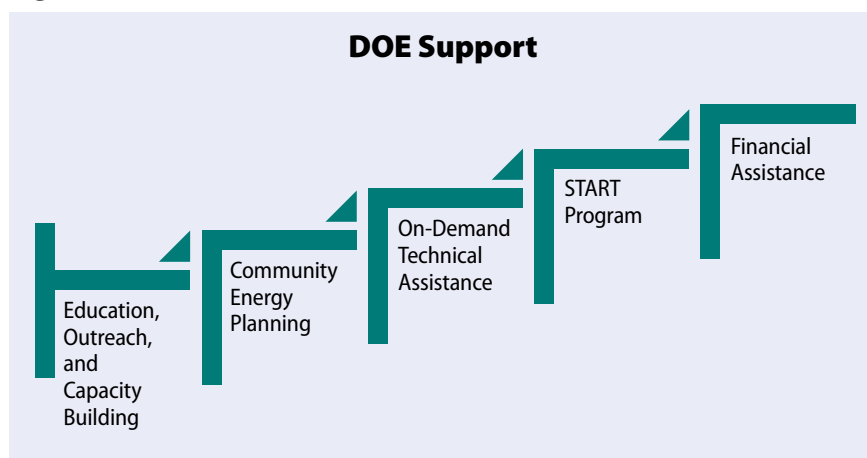 DOE Support
Education,
Outreach,
and
Capacity
Building
Community
Energy
Planning
On-Demand
Technical
Assistance
START
Program
Financial
Assistance